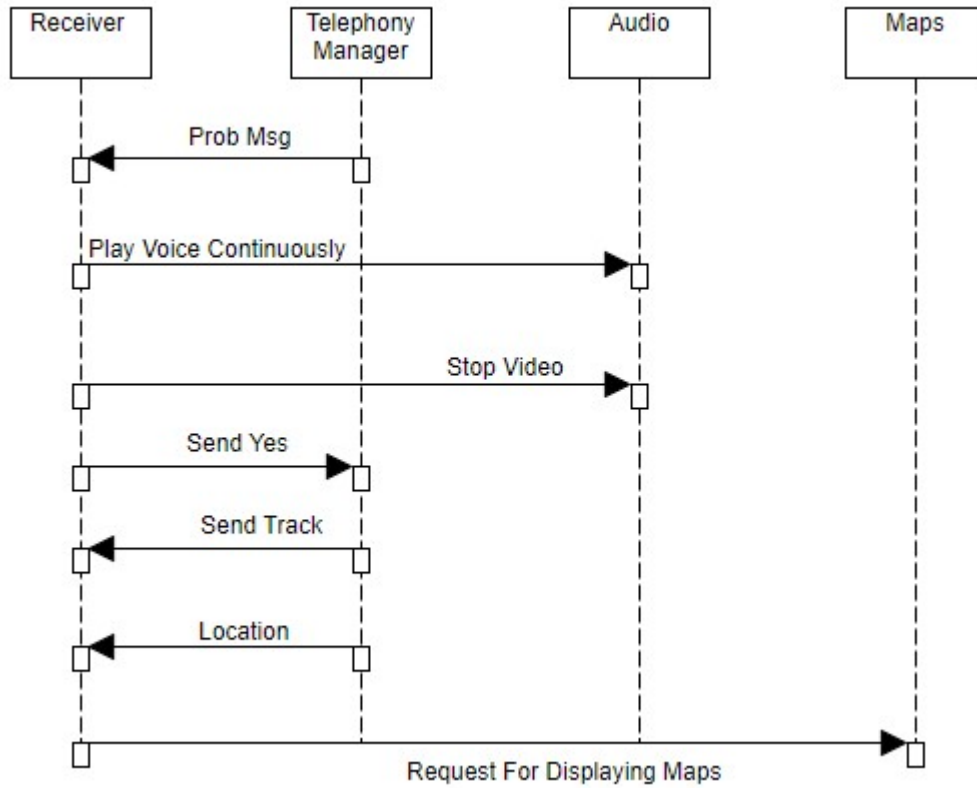 Receiver
Telephony
Manager
Audio
Maps
Prob Msg
Play Voice Continuously
Stop Video
Send Yes
Send Track
Location
Request For Displaying Maps